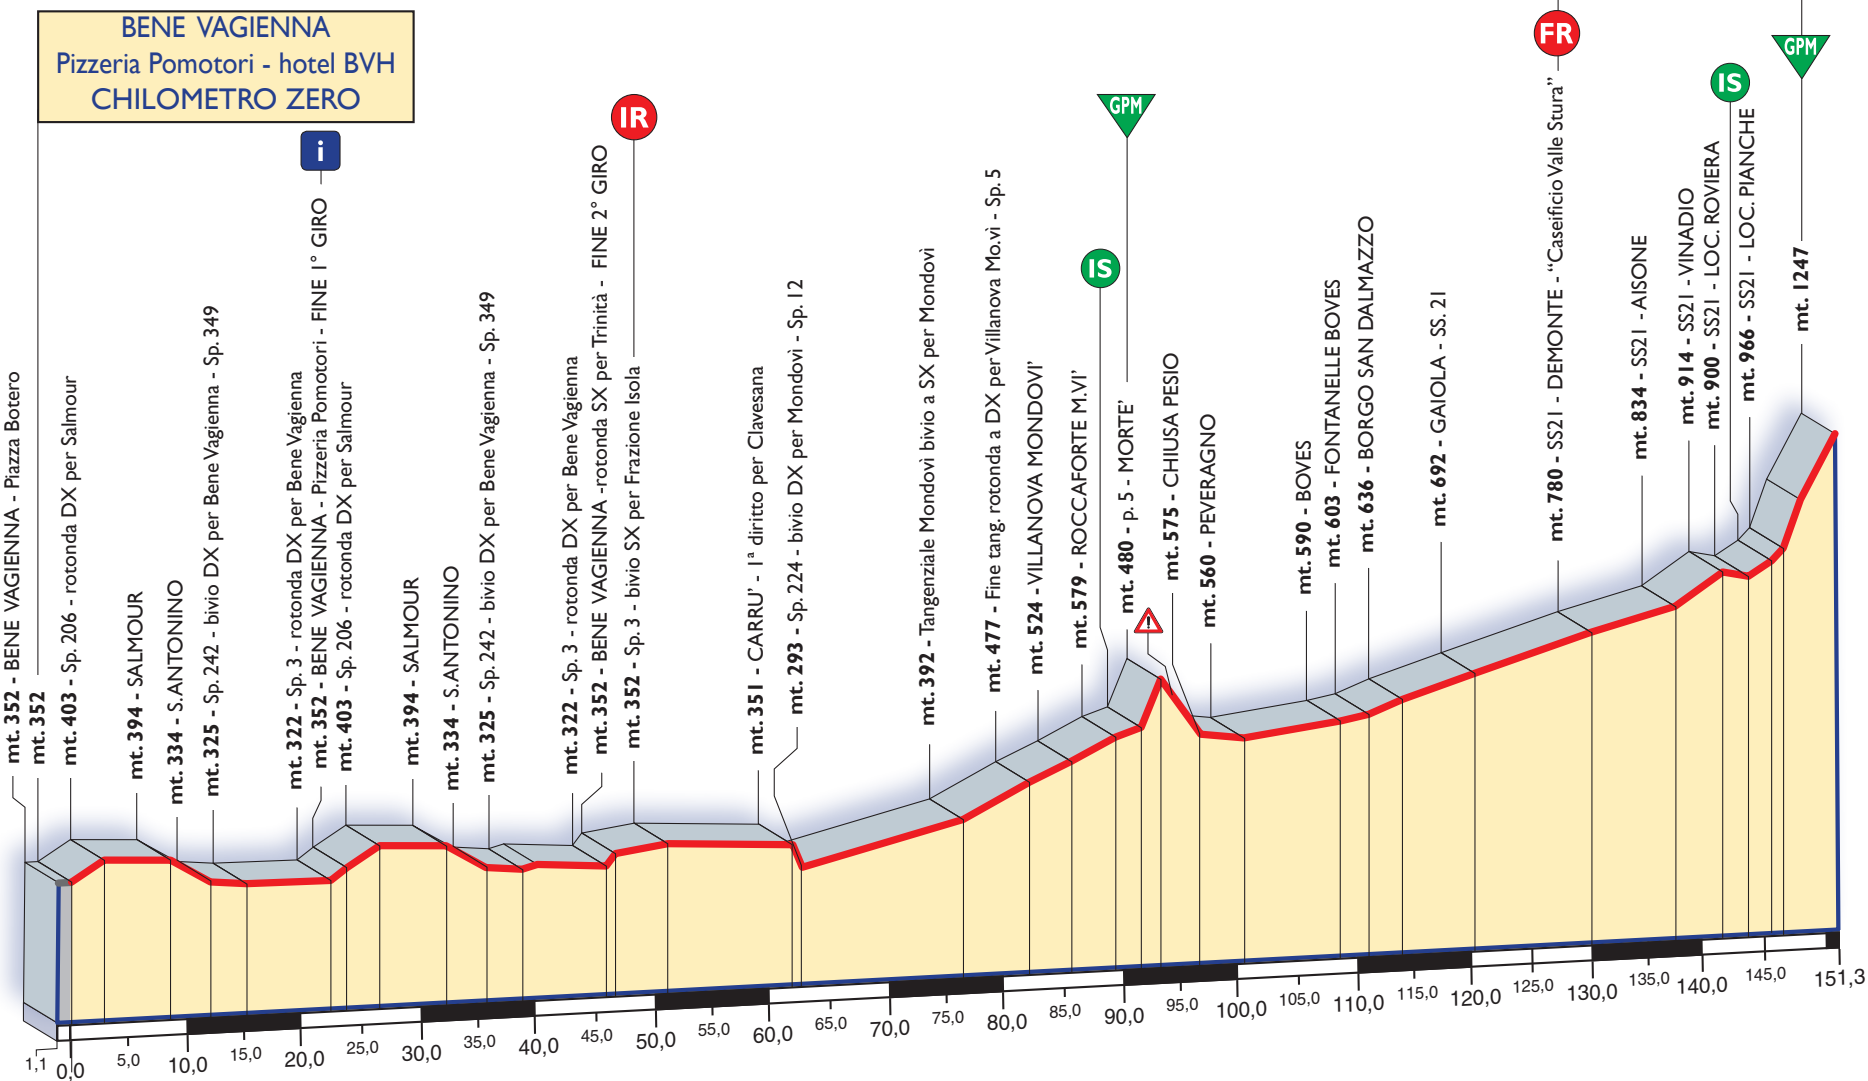 BENE VAGIENNA
Pizzeria Pomotori - hotel BVH
CHILOMETRO ZERO
i
IR
GPM
IS
FR
IS
GPM
mt. 352 - BENE VAGIENNA - Piazza Botero
mt. 352
mt. 403 - Sp. 206 - rotonda DX per Salmour
mt. 394 - SALMOUR
mt. 334 - S. ANTONINO
mt. 325 - Sp. 242 - bivio DX per Bene Vagienna - Sp. 349
mt. 322 - Sp. 3 - rotonda DX per Bene Vagienna
mt. 352 - BENE VAGIENNA - Pizzeria Pomotori - FINE 1° GIRO
mt. 403 - Sp. 206 - rotonda DX per Salmour
mt. 394 - SALMOUR
mt. 334 - S. ANTONINO
mt. 325 - Sp. 242 - bivio DX per Bene Vagienna - Sp. 349
mt. 322 - Sp. 3 - rotonda DX per Bene Vagienna
mt. 352 - BENE VAGIENNA -rotonda SX per Trinità - FINE 2° GIRO
mt. 352 - Sp. 3 - bivio SX per Frazione Isola
mt. 351 - CARRU' - 1ª diritto per Clavesana
mt. 293 - Sp. 224 - bivio DX per Mondovì - Sp. 12
mt. 392 - Tangenziale Mondovì bivio a SX per Mondovì
mt. 477 - Fine tang. rotonda a DX per Villanova Mo.vì - Sp. 5
mt. 524 - VILLANOVA MONDOVI'
mt. 579 - ROCCAFORTE M.VI'
mt. 480 - p. 5 - MORTE'
!
mt. 575 - CHIUSA PESIO
mt. 560 - PEVERAGNO
mt. 590 - BOVES
mt. 603 - FONTANELLE BOVES
mt. 636 - BORGO SAN DALMAZZO
mt. 692 - GAIOLA - SS. 21
mt. 780 - SS21 - DEMONTE - “Caseificio Valle Stura”
mt. 834 - SS21 - AISONE
mt. 914 - SS21 - VINADIO
mt. 900 - SS21 - LOC. ROVIERA
mt. 966 - SS21 - LOC. PIANCHE
mt. 1247
1,1
0,0
5,0
10,0
15,0
20,0
25,0
30,0
35,0
40,0
45,0
50,0
55,0
60,0
65,0
70,0
75,0
80,0
85,0
90,0
95,0
100,0
105,0
110,0
115,0
120,0
125,0
130,0
135,0
140,0
145,0
151,3